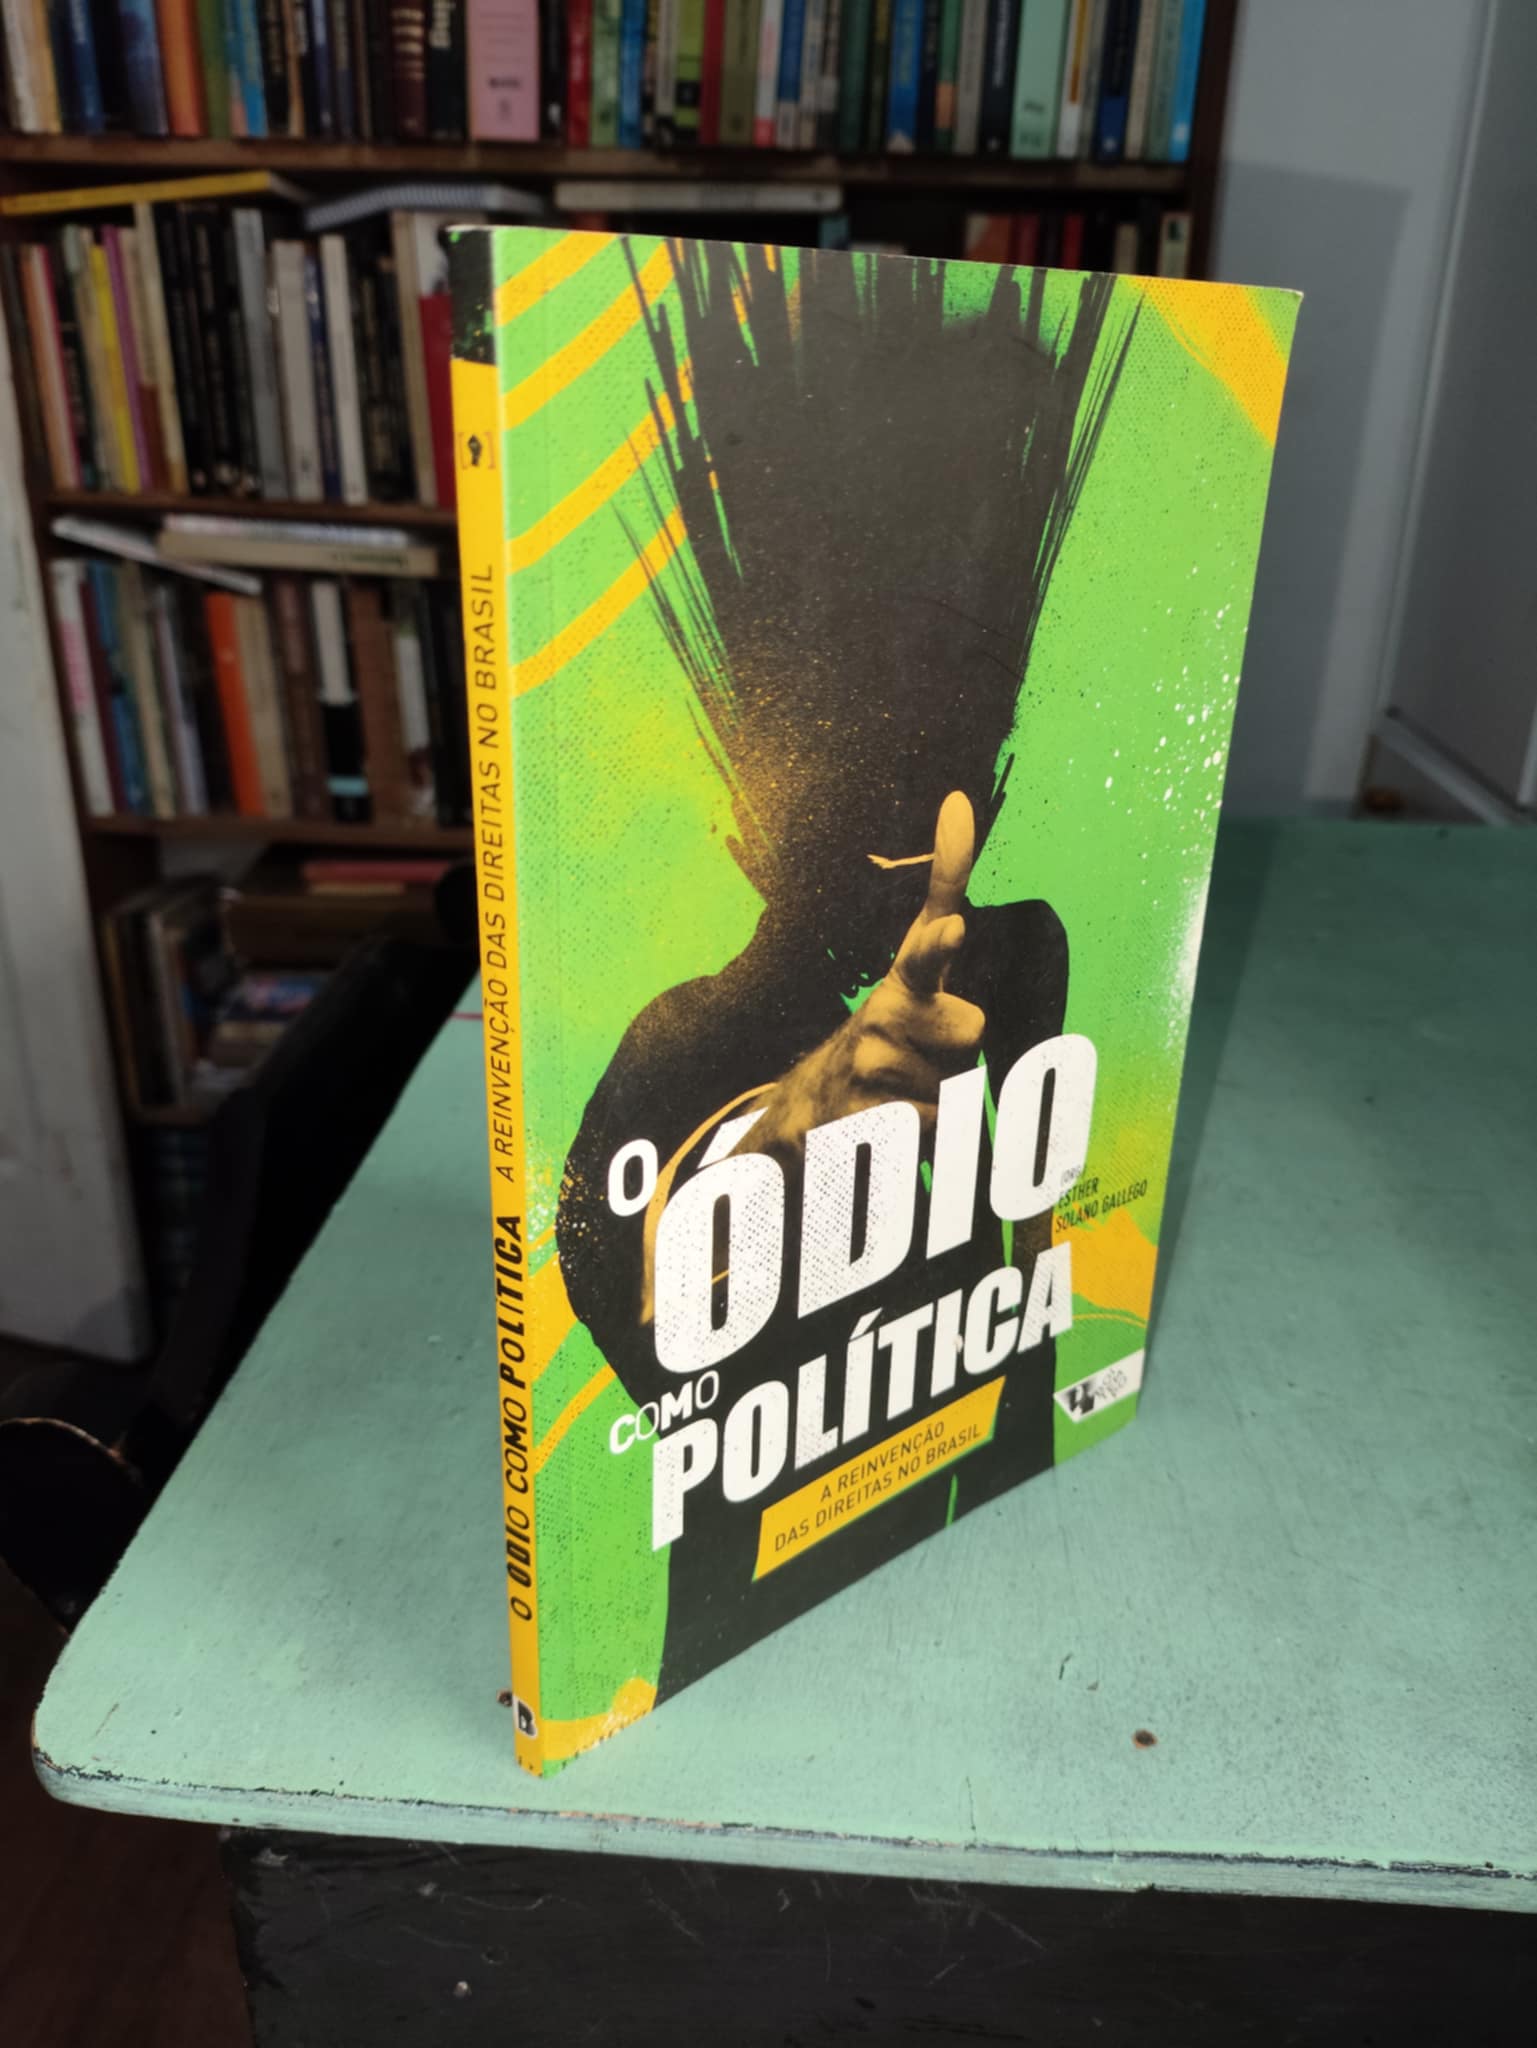 A REINVENÇÃO DAS DIREITAS NO BRASIL
O ÓDIO COMO POLÍTICA
B
O ÓDIO
(ORG.)
ESTHER
SOLANO GALLEGO
COMO
POLÍTICA
A REINVENÇÃO
DAS DIREITAS NO BRASIL